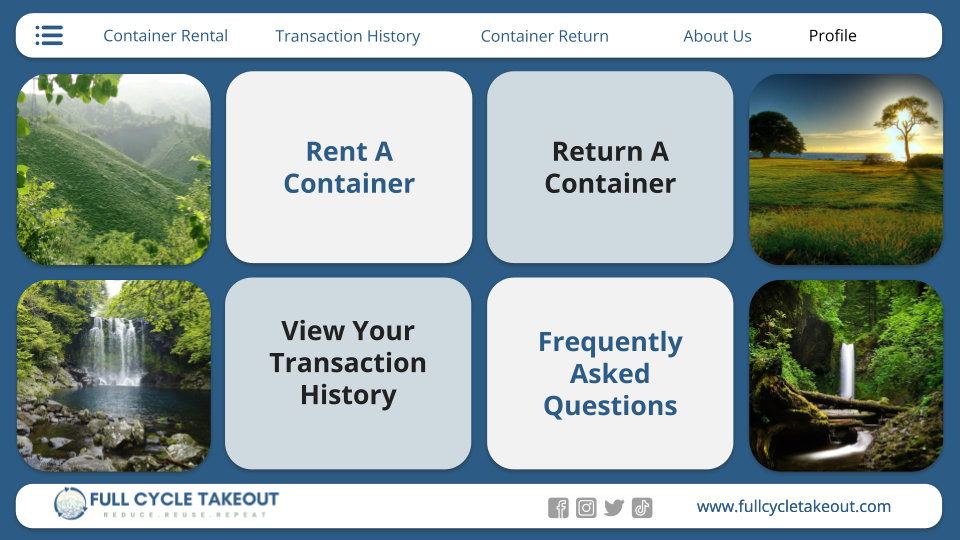 Container Rental Transaction History Container Return About Us Profile
Rent A
Container
Return A
Container
View Your
Transaction
History
Frequently
Asked
Questions
FULL CYCLE TAKEOUT
REDUCE.REUSE.REPEAT
www.fullcycletakeout.com